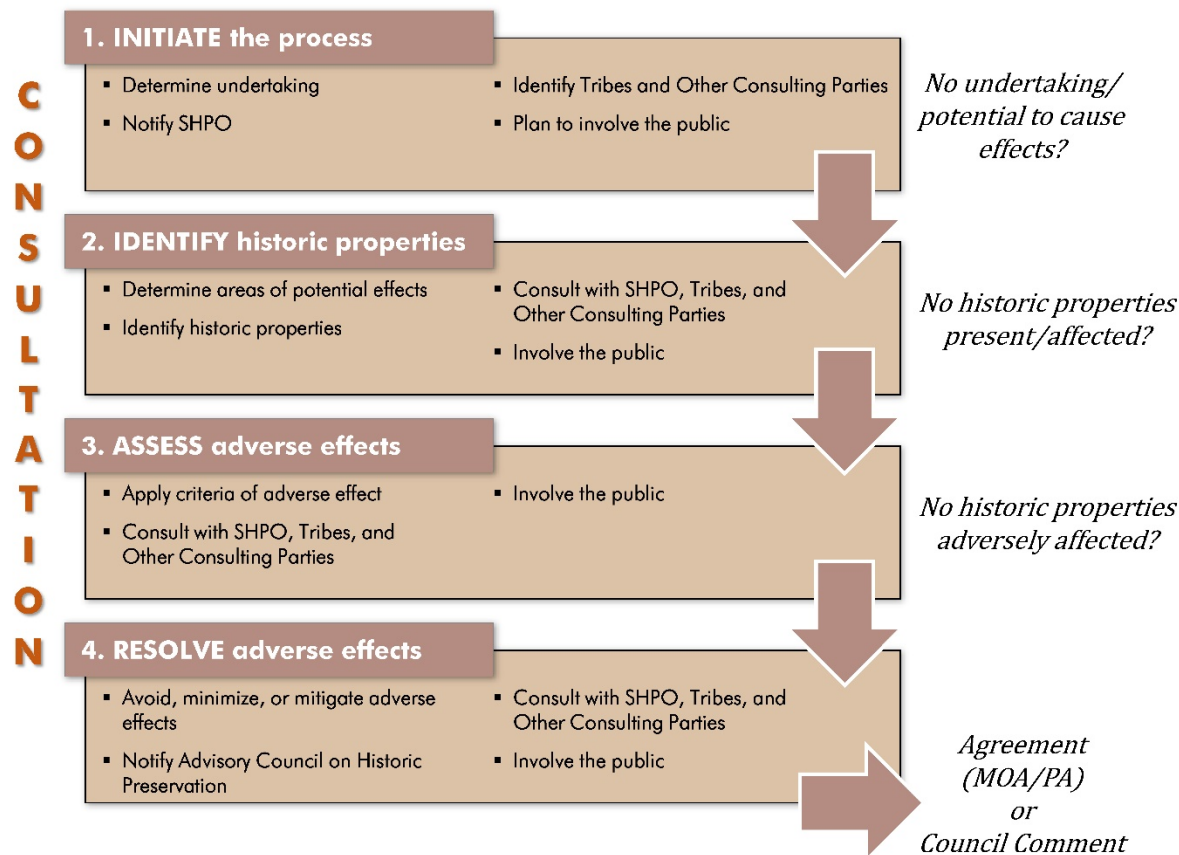 CONSULTATION
1. INITIATE the process
▪ Determine undertaking
▪ Notify SHPO
▪ Identify Tribes and Other Consulting Parties
▪ Plan to involve the public
No undertaking/
potential to cause
effects?
2. IDENTIFY historic properties
▪ Determine areas of potential effects
▪ Identify historic properties
▪ Consult with SHPO, Tribes, and
Other Consulting Parties
▪ Involve the public
No historic properties
present/affected?
3. ASSESS adverse effects
▪ Apply criteria of adverse effect
▪ Consult with SHPO, Tribes, and
Other Consulting Parties
▪ Involve the public
No historic properties
adversely affected?
4. RESOLVE adverse effects
▪ Avoid, minimize, or mitigate adverse
effects
▪ Notify Advisory Council on Historic
Preservation
▪ Consult with SHPO, Tribes, and
Other Consulting Parties
▪ Involve the public
Agreement
(MOA/PA)
or
Council Comment